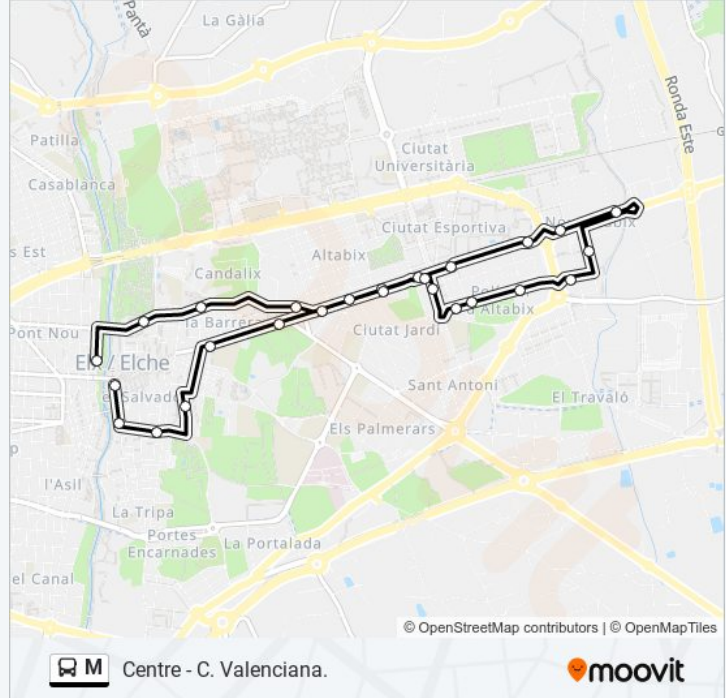 Pantà
La Gàlia
Patilla
Casablanca
s Est
Pont Nou
Ciutat
Universitària
Ronda Este
G
Ciutat Esportiva
Altabix
Candalix
la Barrera
Ciutat Jardí
Elx / Elche
el Salvado
Sant Antoni
El Travaló
Els Palmerars
p
l'Asil
La Tripa
Portes
Encarnades
La Portalada
el Canal
© OpenStreetMap contributors | © OpenMapTiles
M Centre - C. Valenciana.
moovit